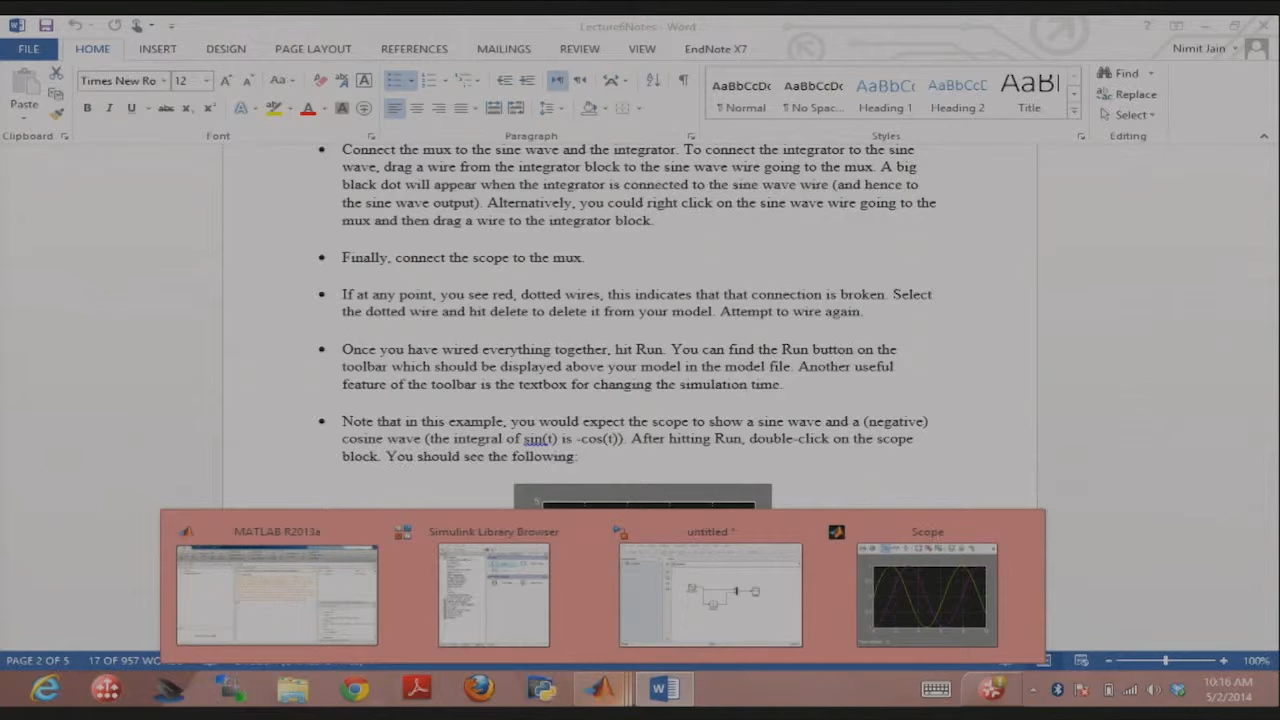 Lecture6Notes - Word
FILE HOME INSERT DESIGN PAGE LAYOUT REFERENCES MAILINGS REVIEW VIEW EndNote X7 Nimit Jain
Times New Ro 12 Aa
Paste
B I U abc
AaBbCcDc AaBbCcDc AaBbCc AaBbCcD AaBl
¶ Normal ¶ No Spac... Heading 1 Heading 2 Title
Find
Replace
Select
Clipboard Font Paragraph Styles Editing
• Connect the mux to the sine wave and the integrator. To connect the integrator to the sine
wave, drag a wire from the integrator block to the sine wave wire going to the mux. A big
black dot will appear when the integrator is connected to the sine wave wire (and hence to
the sine wave output). Alternatively, you could right click on the sine wave wire going to the
mux and then drag a wire to the integrator block.
• Finally, connect the scope to the mux.
• If at any point, you see red, dotted wires, this indicates that that connection is broken. Select
the dotted wire and hit delete to delete it from your model. Attempt to wire again.
• Once you have wired everything together, hit Run. You can find the Run button on the
toolbar which should be displayed above your model in the model file. Another useful
feature of the toolbar is the textbox for changing the simulation time.
• Note that in this example, you would expect the scope to show a sine wave and a (negative)
cosine wave (the integral of sin(t) is -cos(t)). After hitting Run, double-click on the scope
block. You should see the following:
MATLAB R2013a Simulink Library Browser untitled * Scope
PAGE 2 OF 5 17 OF 957 WO 100%
10:16 AM
5/2/2014